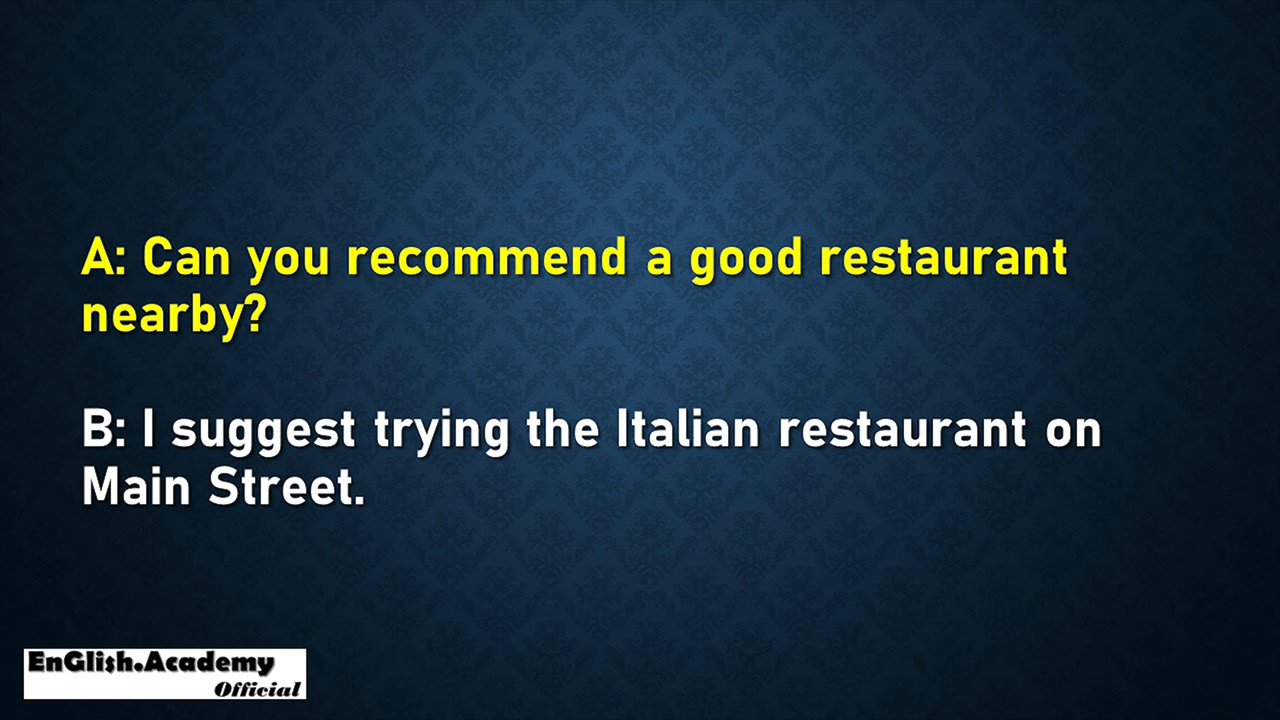 A: Can you recommend a good restaurant
nearby?
B: I suggest trying the Italian restaurant on
Main Street.
EnGlish.Academy
Official